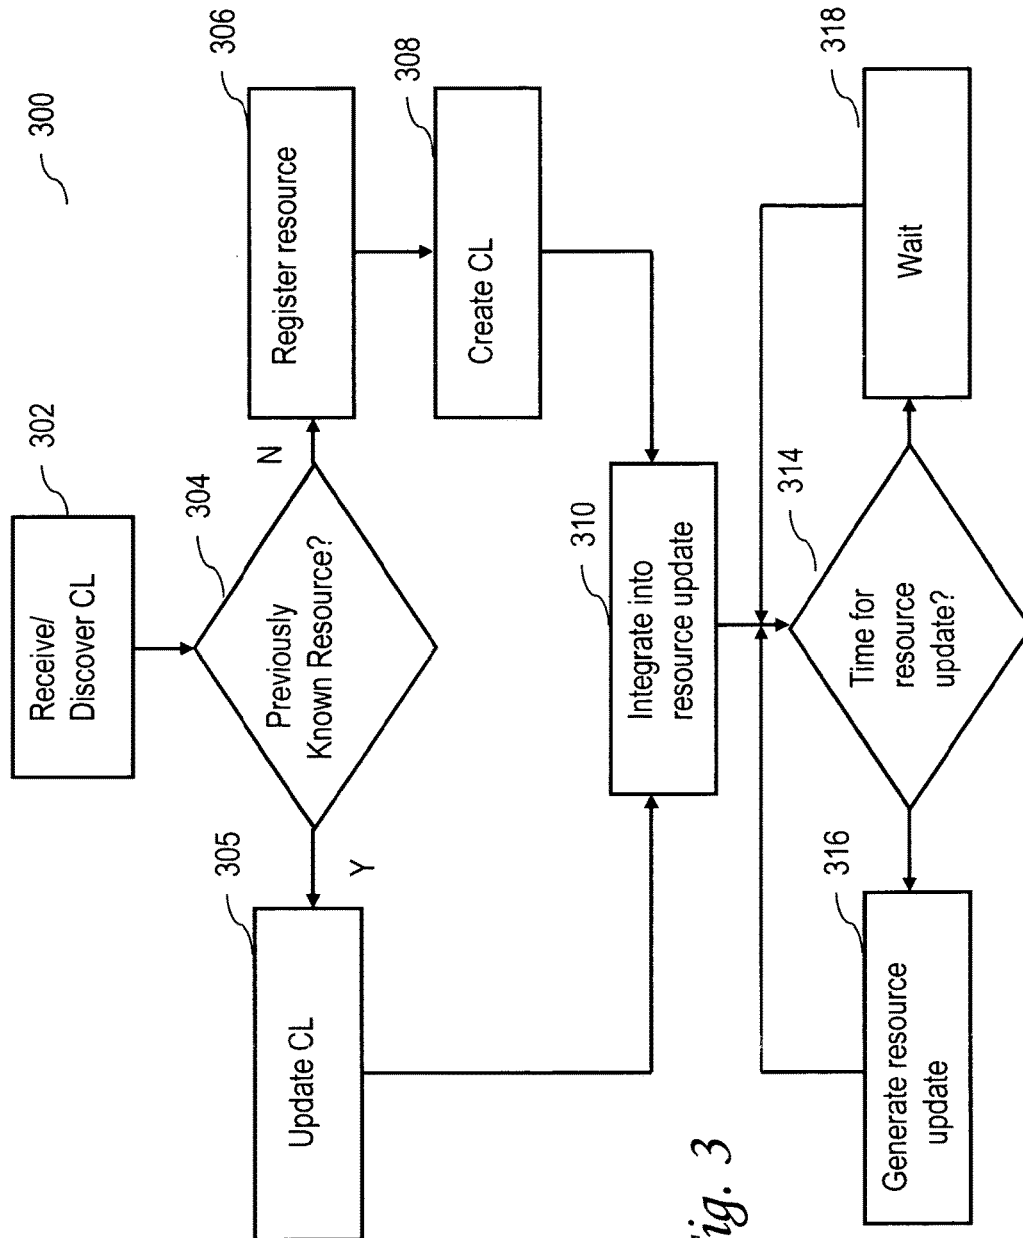 300
302
Receive/
Discover CL
304
Previously
Known Resource?
Y
N
305
Update CL
306
Register resource
308
Create CL
310
Integrate into
resource update
314
Time for
resource
update?
316
Generate resource
update
318
Wait
ig. 3